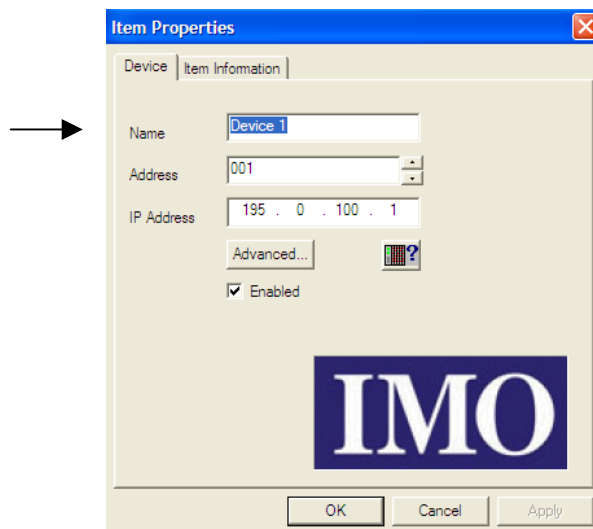 Item Properties
Device Item Information
Name Device 1
Address 001
IP Address 195 . 0 . 100 . 1
Advanced... ?
Enabled
IMO
OK Cancel Apply